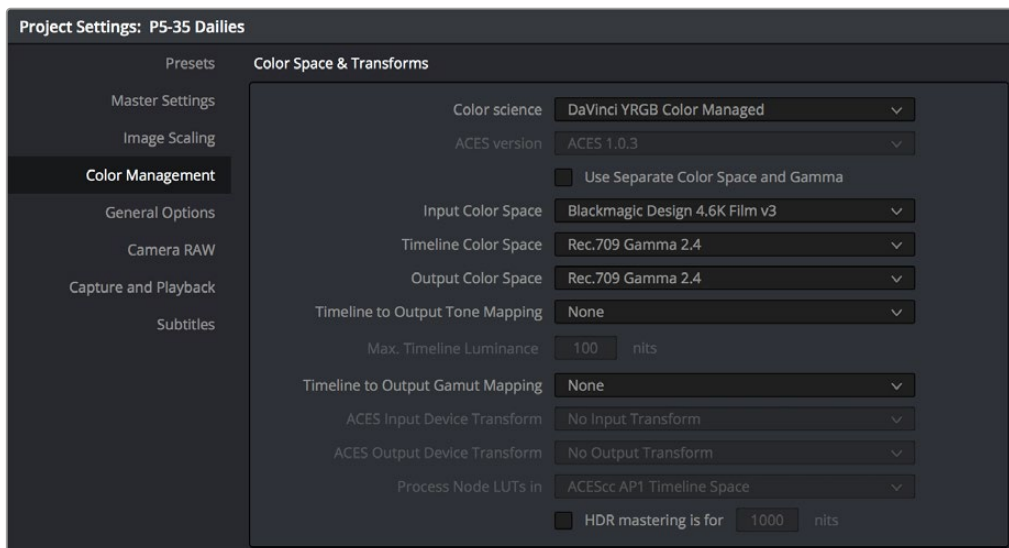 Project Settings: P5-35 Dailies
Presets
Master Settings
Image Scaling
Color Management
General Options
Camera RAW
Capture and Playback
Subtitles
Color Space & Transforms
Color science DaVinci YRGB Color Managed
ACES version ACES 1.0.3
Use Separate Color Space and Gamma
Input Color Space Blackmagic Design 4.6K Film v3
Timeline Color Space Rec.709 Gamma 2.4
Output Color Space Rec.709 Gamma 2.4
Timeline to Output Tone Mapping None
Max. Timeline Luminance 100 nits
Timeline to Output Gamut Mapping None
ACES Input Device Transform No Input Transform
ACES Output Device Transform No Output Transform
Process Node LUTs in ACEScc AP1 Timeline Space
HDR mastering is for 1000 nits